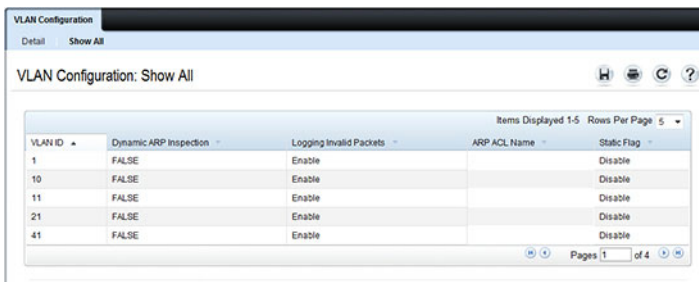 VLAN Configuration
Detail Show All
VLAN Configuration: Show All
Items Displayed 1-5 Rows Per Page 5
VLAN ID Dynamic ARP Inspection Logging Invalid Packets ARP ACL Name Static Flag
1 FALSE Enable Disable
10 FALSE Enable Disable
11 FALSE Enable Disable
21 FALSE Enable Disable
41 FALSE Enable Disable
Pages 1 of 4